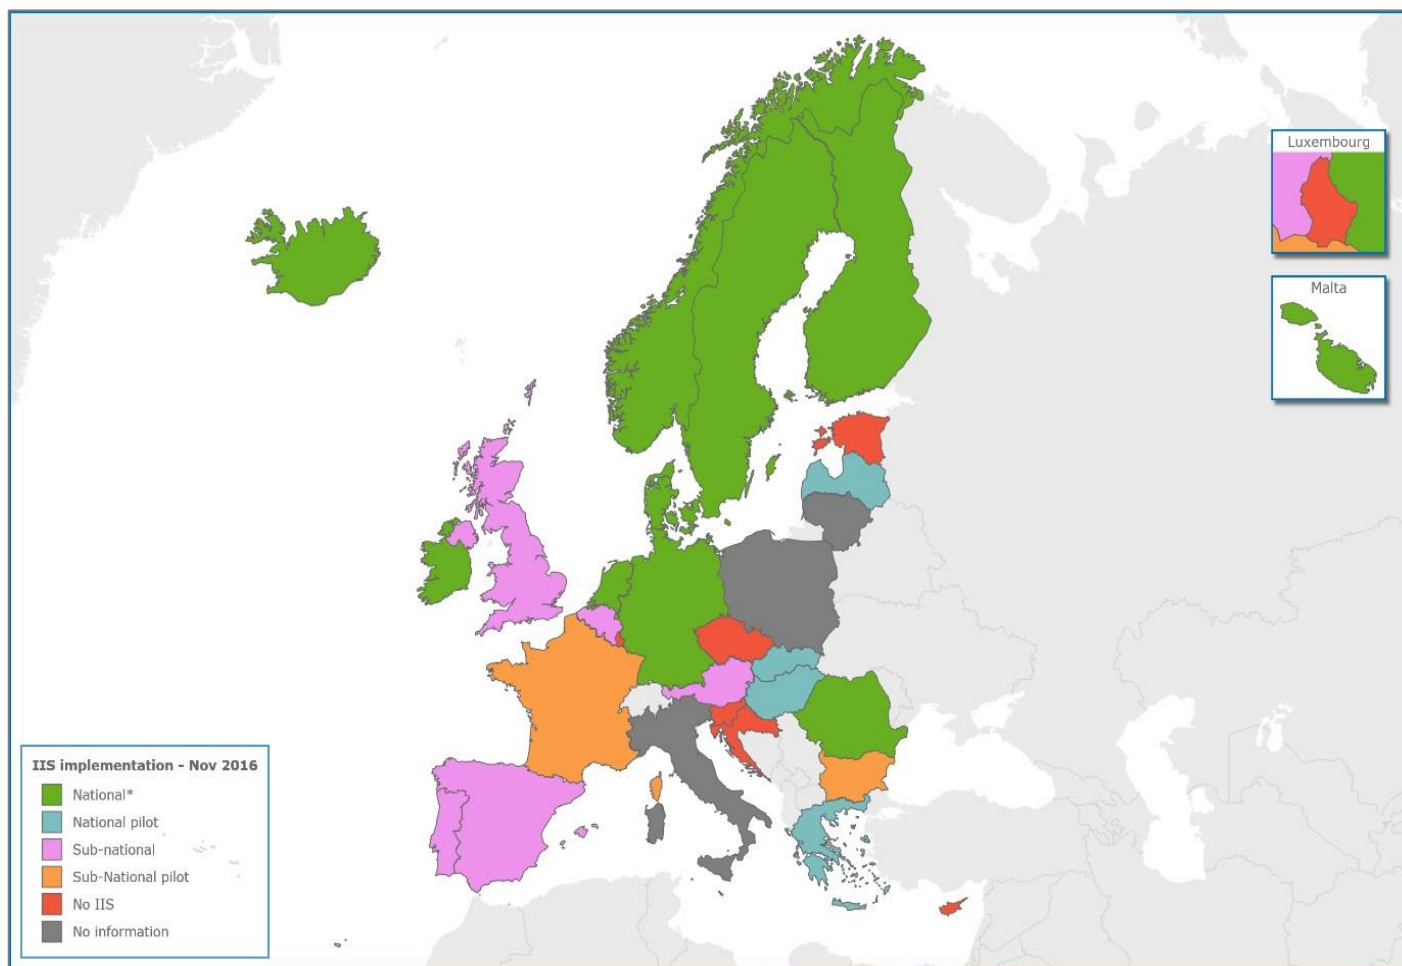 Luxembourg
Malta
IIS implementation - Nov 2016
National*
National pilot
Sub-national
Sub-National pilot
No IIS
No information